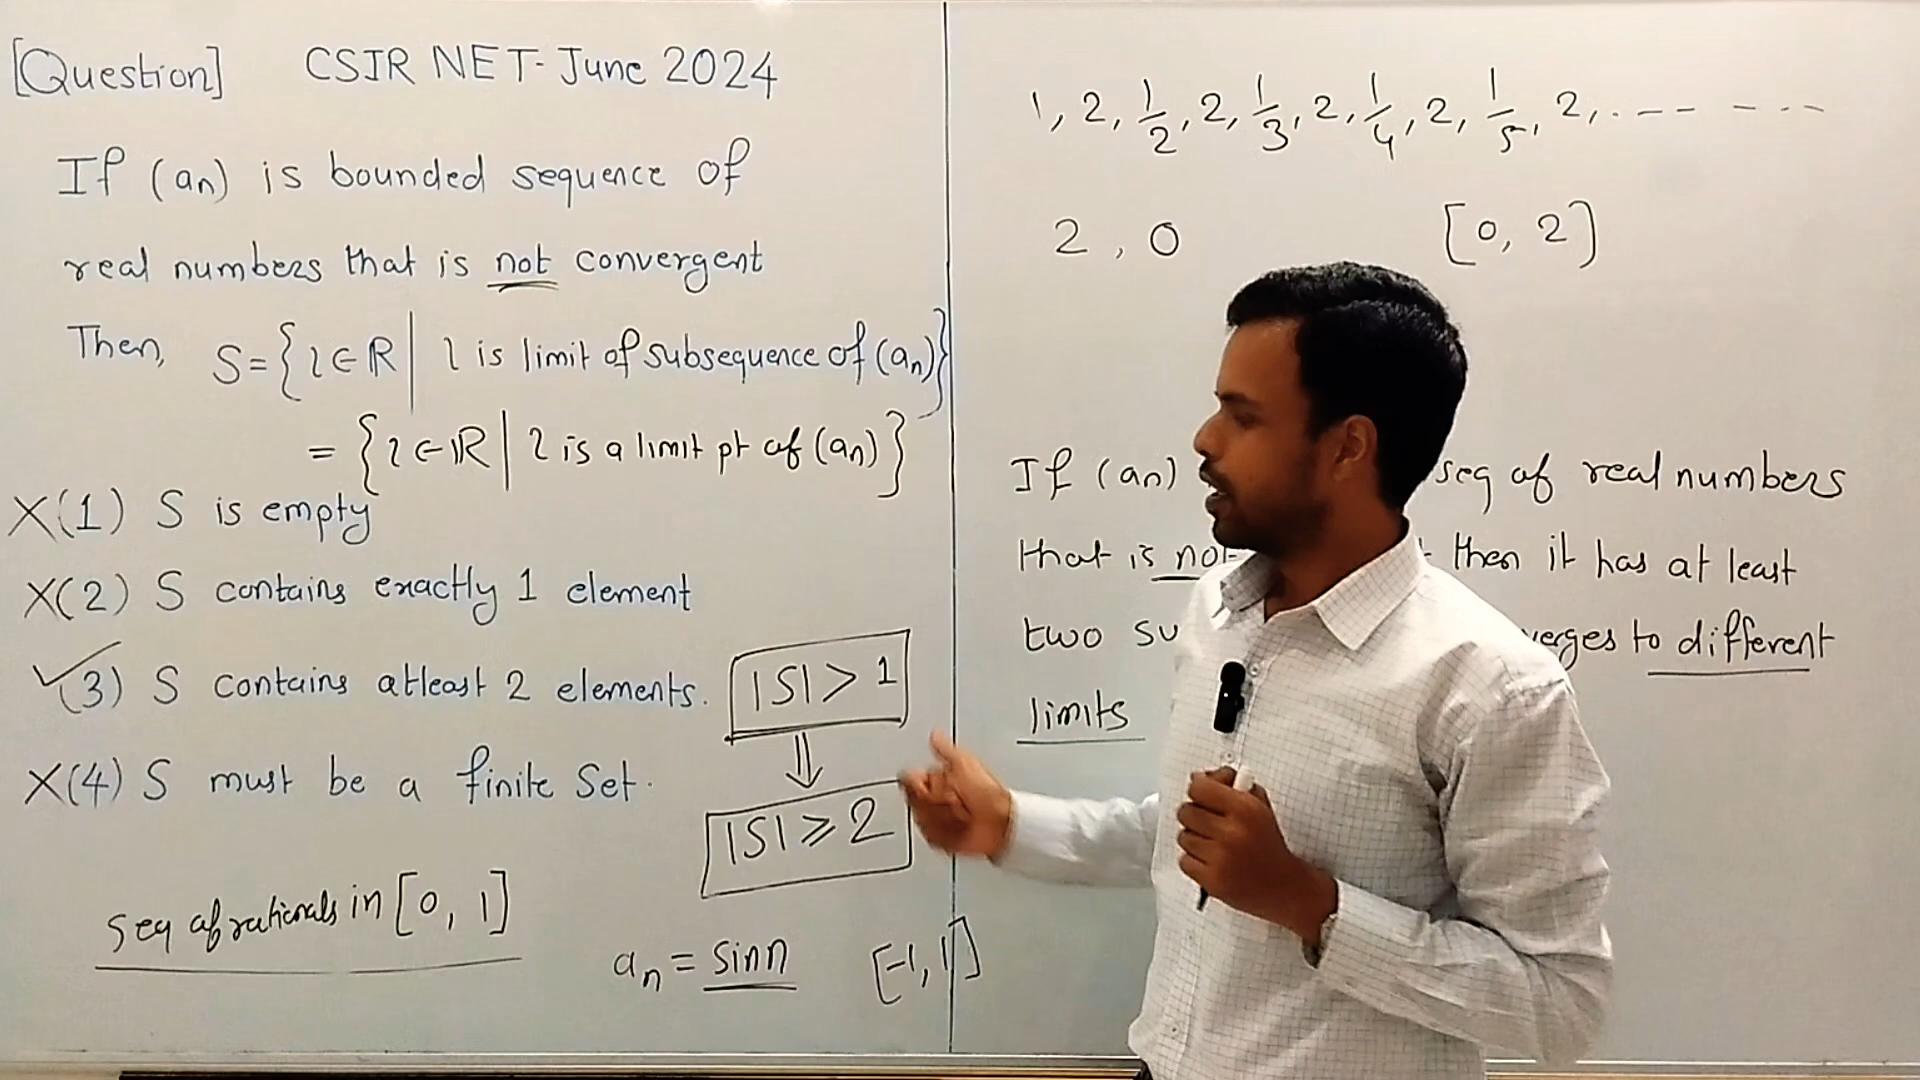 [Question] CSIR NET- June 2024
If (an) is bounded sequence of
real numbers that is not convergent
Then, S={l∈R| l is limit of subsequence of (an)}
= {l∈R| l is a limit pt of (an)}
X(1) S is empty
X(2) S contains exactly 1 element
✓(3) S contains atleast 2 elements.
X(4) S must be a finite set.
|S| > 1
⇓
|S| ⩾ 2
seq of rationals in [0, 1]
an = sin n [-1, 1]
1, 2, 1/2, 2, 1/3, 2, 1/4, 2, 1/5, 2, . -- -- - - --
2 , 0 [0, 2]
If (an) seq of real numbers
that is then it has at least
two to different
limits